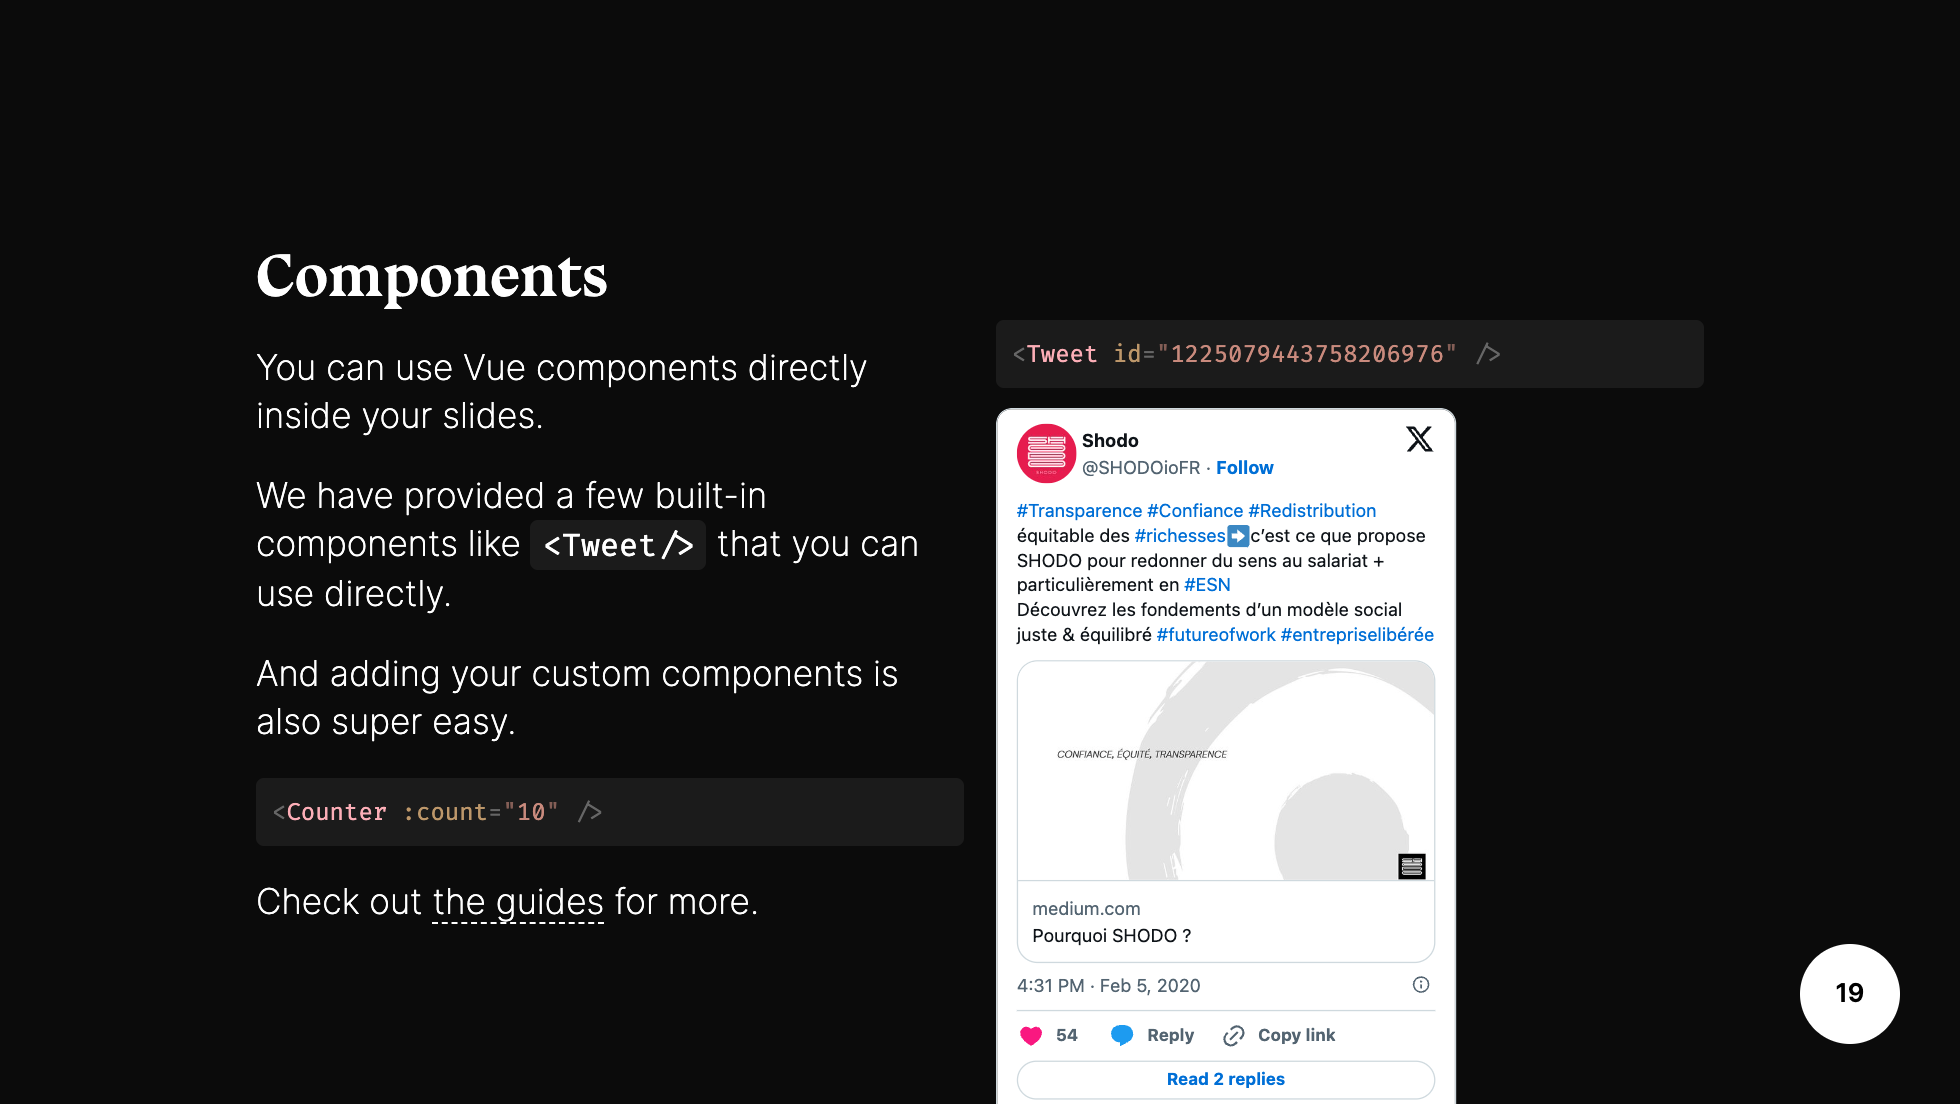 Components
You can use Vue components directly
inside your slides.
We have provided a few built-in
components like <Tweet/> that you can
use directly.
And adding your custom components is
also super easy.
<Counter :count="10" />
Check out the guides for more.
<Tweet id="1225079443758206976" />
SHODO
Shodo
@SHODOioFR · Follow
#Transparence #Confiance #Redistribution
équitable des #richesses➡️c’est ce que propose
SHODO pour redonner du sens au salariat +
particulièrement en #ESN
Découvrez les fondements d’un modèle social
juste & équilibré #futureofwork #entrepriselibérée
CONFIANCE, ÉQUITÉ, TRANSPARENCE
medium.com
Pourquoi SHODO ?
4:31 PM · Feb 5, 2020
54 Reply Copy link
Read 2 replies
19